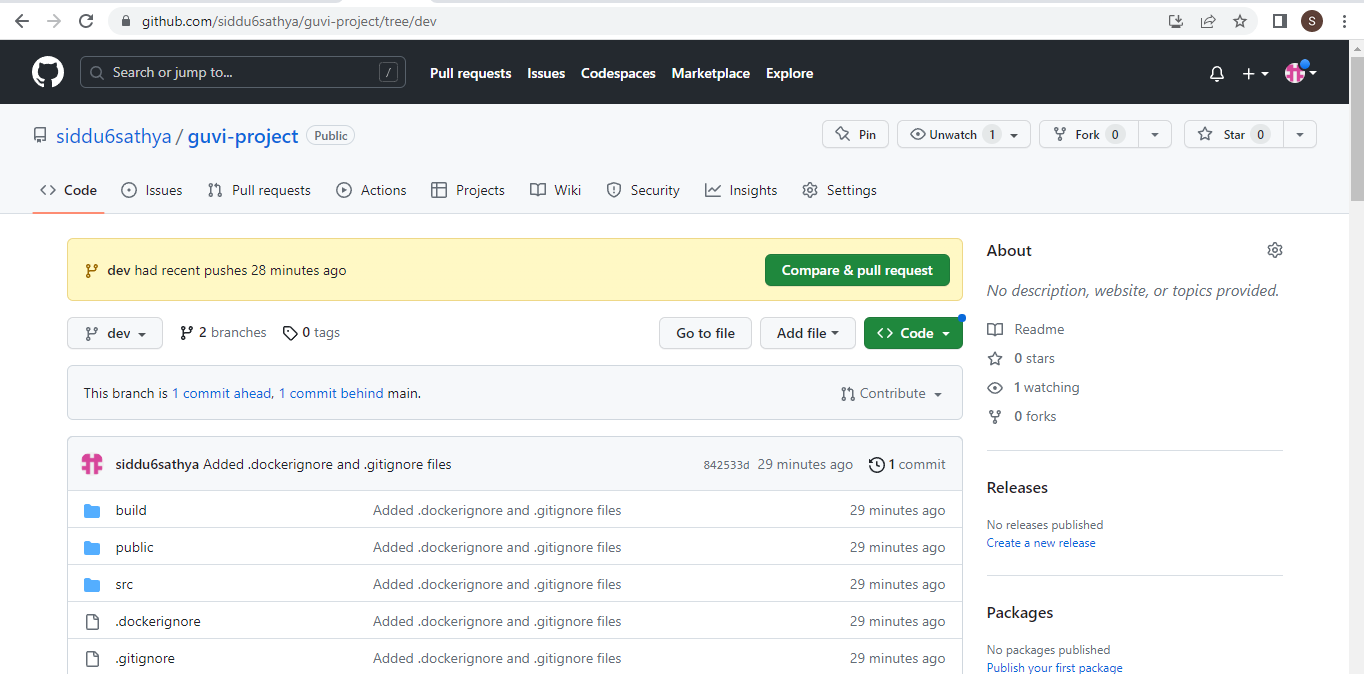 github.com/siddu6sathya/guvi-project/tree/dev
S
Search or jump to... /
Pull requests Issues Codespaces Marketplace Explore
siddu6sathya / guvi-project Public
Pin Unwatch 1 Fork 0 Star 0
Code Issues Pull requests Actions Projects Wiki Security Insights Settings
dev had recent pushes 28 minutes ago
Compare & pull request
dev 2 branches 0 tags
Go to file Add file Code
This branch is 1 commit ahead, 1 commit behind main.
Contribute
siddu6sathya Added .dockerignore and .gitignore files 842533d 29 minutes ago 1 commit
build Added .dockerignore and .gitignore files 29 minutes ago
public Added .dockerignore and .gitignore files 29 minutes ago
src Added .dockerignore and .gitignore files 29 minutes ago
.dockerignore Added .dockerignore and .gitignore files 29 minutes ago
.gitignore Added .dockerignore and .gitignore files 29 minutes ago
About
No description, website, or topics provided.
Readme
0 stars
1 watching
0 forks
Releases
No releases published
Create a new release
Packages
No packages published
Publish your first package